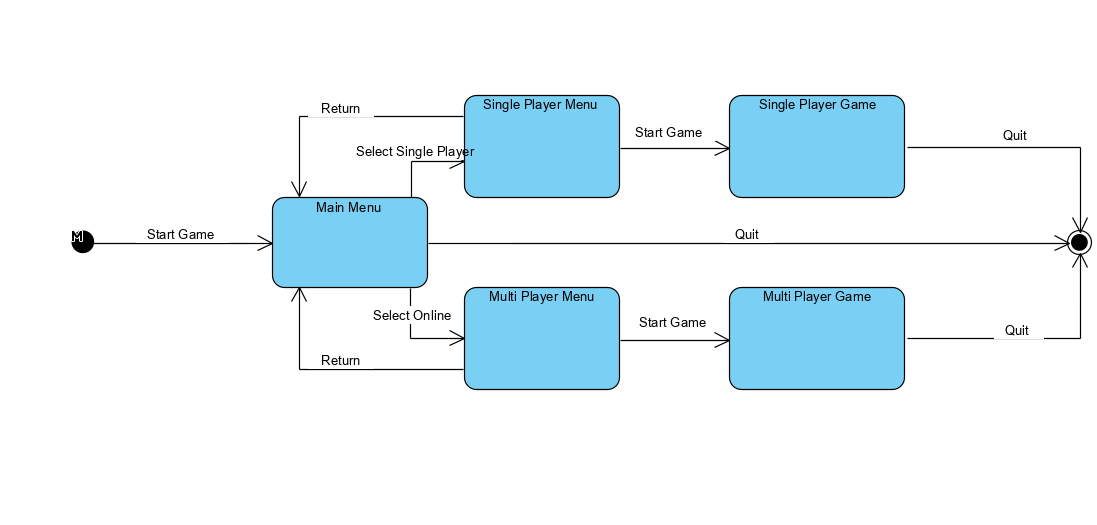 Single Player Menu
Single Player Game
Return
Start Game
Quit
Select Single Player
Main Menu
M
Start Game
Quit
Multi Player Menu
Multi Player Game
Select Online
Start Game
Quit
Return